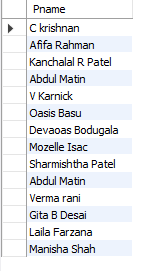 Pname
C krishnan
Afifa Rahman
Kanchalal R Patel
Abdul Matin
V Karnick
Oasis Basu
Devaoas Bodugala
Mozelle Isac
Sharmishtha Patel
Abdul Matin
Verma rani
Gita B Desai
Laila Farzana
Manisha Shah